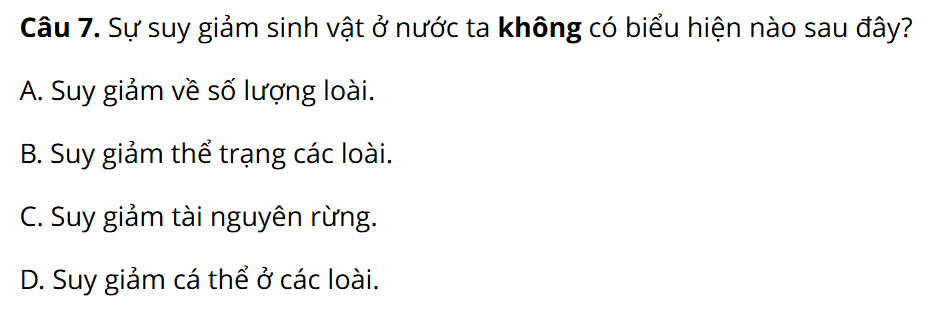 Câu 7. Sự suy giảm sinh vật ở nước ta không có biểu hiện nào sau đây?
A. Suy giảm về số lượng loài.
B. Suy giảm thể trạng các loài.
C. Suy giảm tài nguyên rừng.
D. Suy giảm cá thể ở các loài.